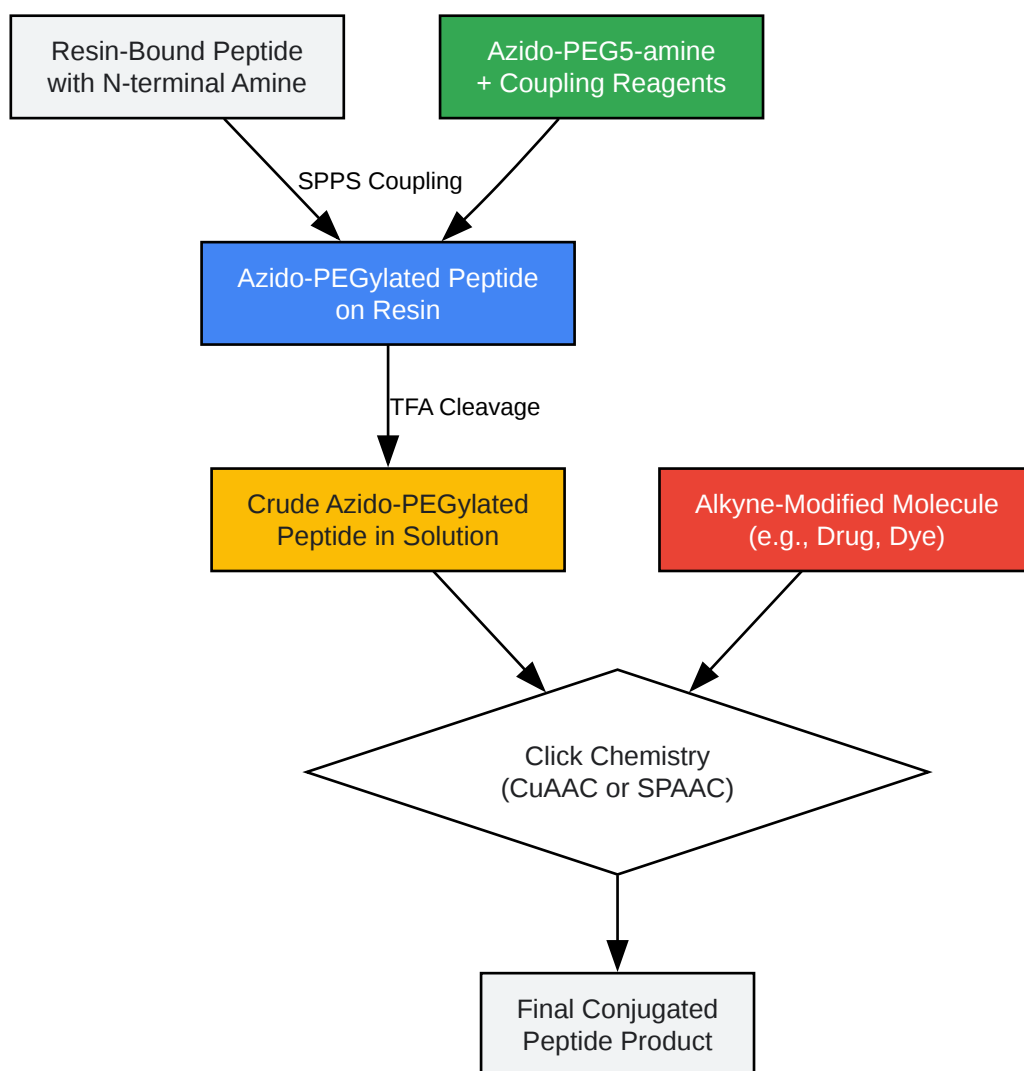 Resin-Bound Peptide
with N-terminal Amine
Azido-PEG5-amine
+ Coupling Reagents
SPPS Coupling
Azido-PEGylated Peptide
on Resin
TFA Cleavage
Crude Azido-PEGylated
Peptide in Solution
Alkyne-Modified Molecule
(e.g., Drug, Dye)
Click Chemistry
(CuAAC or SPAAC)
Final Conjugated
Peptide Product